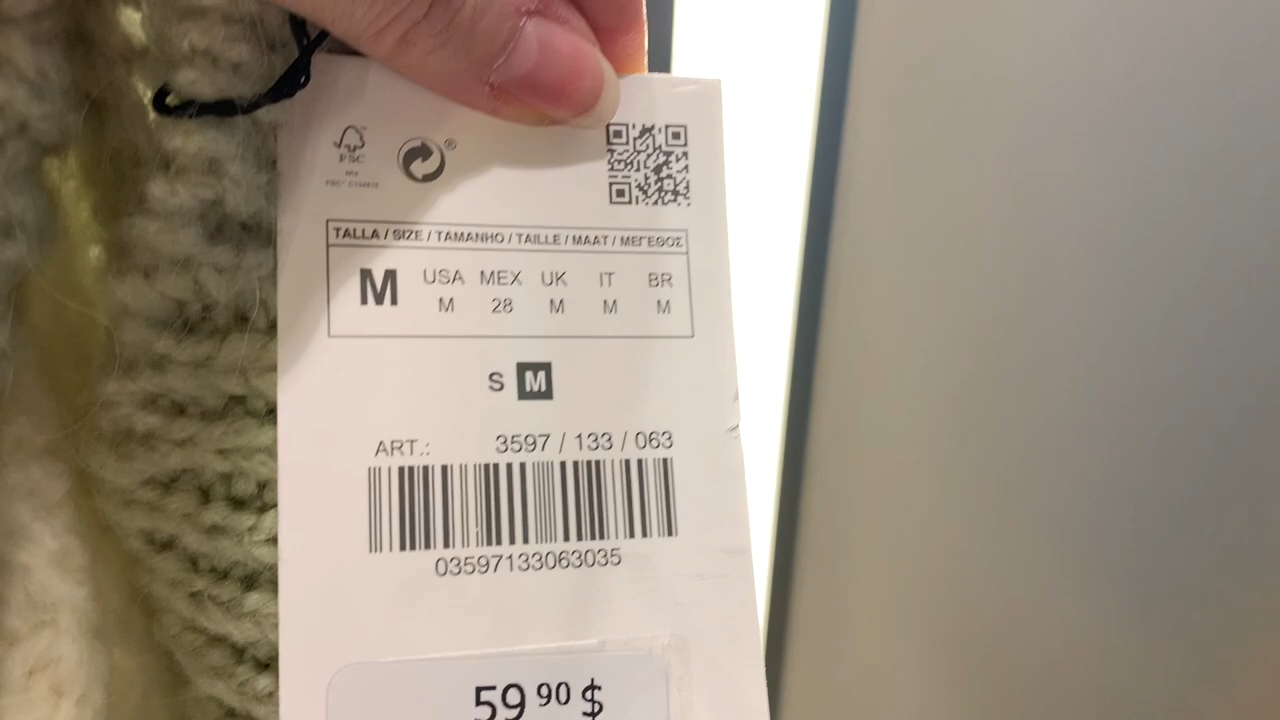 FSC
MIX
®
TALLA / SIZE / TAMANHO / TAILLE / MAAT / ΜΕΓΕΘΟΣ
M USA MEX UK IT BR
M 28 M M M
S M
ART.: 3597 / 133 / 063
03597133063035
59 90 $